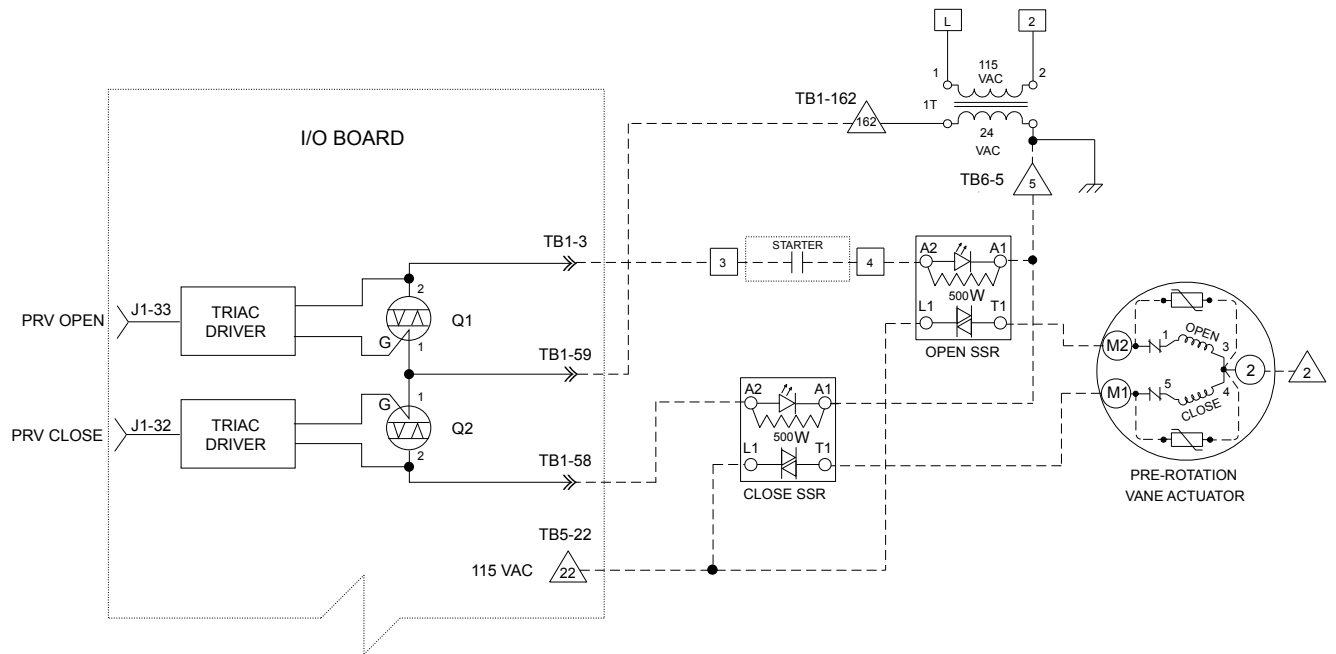 L
2
115
VAC
1
2
1T
24
VAC
TB1-162
162
TB6-5
5
I/O BOARD
TB1-3
3
STARTER
4
A2
A1
500W
L1
T1
OPEN SSR
PRV OPEN
J1-33
TRIAC
DRIVER
2
Q1
G
1
TB1-59
PRV CLOSE
J1-32
TRIAC
DRIVER
1
G
Q2
2
TB1-58
A2
A1
500W
L1
T1
CLOSE SSR
M2
1
OPEN
3
M1
5
CLOSE
4
2
2
PRE-ROTATION
VANE ACTUATOR
TB5-22
115 VAC
22